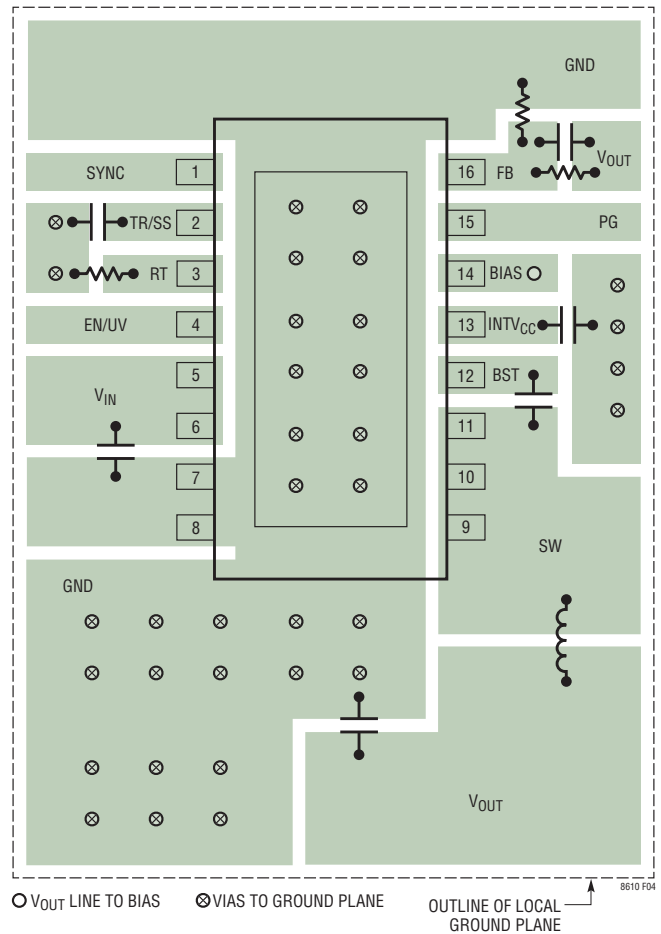 GND
SYNC 1 16 FB VOUT
TR/SS 2 15 PG
RT 3 14 BIAS
EN/UV 4 13 INTVCC
5 12 BST
VIN
6 11
7 10
8 9
SW
GND
VOUT
VOUT LINE TO BIAS
VIAS TO GROUND PLANE
OUTLINE OF LOCAL
GROUND PLANE
8610 F04